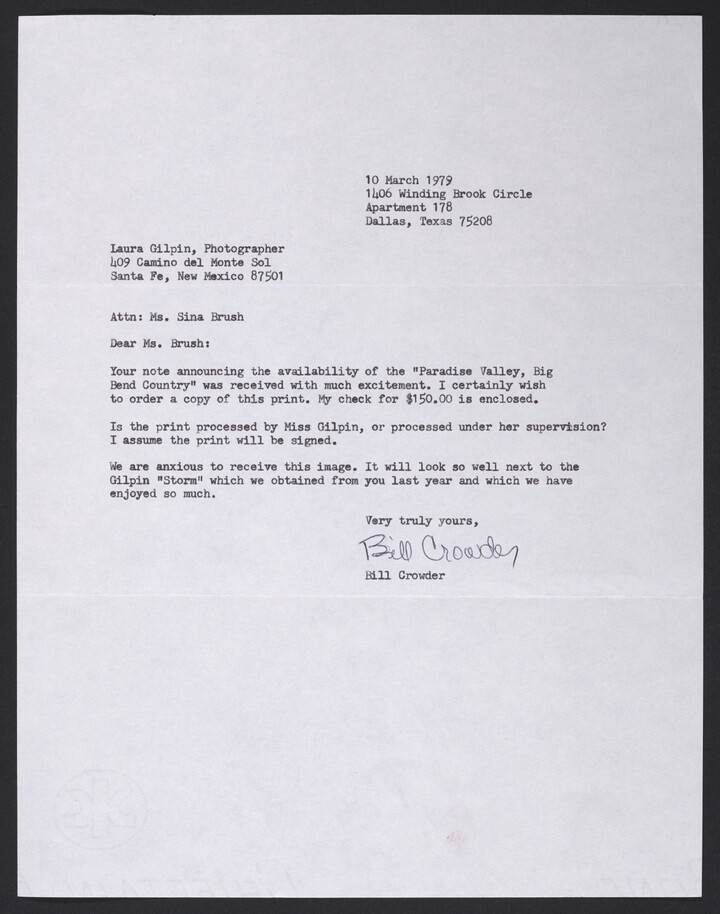 10 March 1979
1406 Winding Brook Circle
Apartment 178
Dallas, Texas 75208
Laura Gilpin, Photographer
409 Camino del Monte Sol
Santa Fe, New Mexico 87501
Attn: Ms. Sina Brush
Dear Ms. Brush:
Your note announcing the availability of the "Paradise Valley, Big
Bend Country" was received with much excitement. I certainly wish
to order a copy of this print. My check for $150.00 is enclosed.
Is the print processed by Miss Gilpin, or processed under her supervision?
I assume the print will be signed.
We are anxious to receive this image. It will look so well next to the
Gilpin "Storm" which we obtained from you last year and which we have
enjoyed so much.
Very truly yours,
Bill Crowder
Bill Crowder